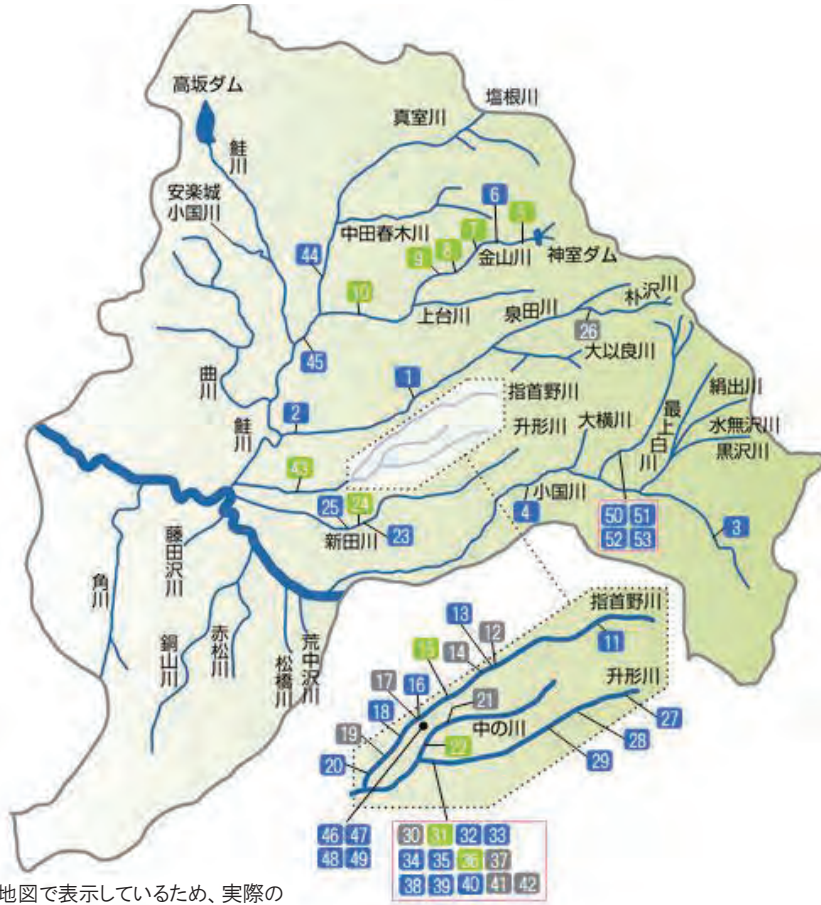 高坂ダム
塩根川
真室川
鮭川
安楽城
小国川
6
5
中田春木川
7
8
9
金山川
神室ダム
44
10
上台川
泉田川
朴沢川
26
45
大以良川
1
曲川
指首野川
絹出川
2
最上白川
水無沢川
鮭川
升形川
大横川
黒沢川
43
小国川
25
24
4
50 51
52 53
3
新田川
23
藤田沢川
角川
指首野川
赤松川
銅山川
松橋川
荒中沢川
13
12
11
15
14
升形川
17
16
21
27
18
中の川
28
19
22
29
20
46 47
48 49
30 31 32 33
34 35 36 37
38 39 40 41 42
地図で表示しているため、実際の